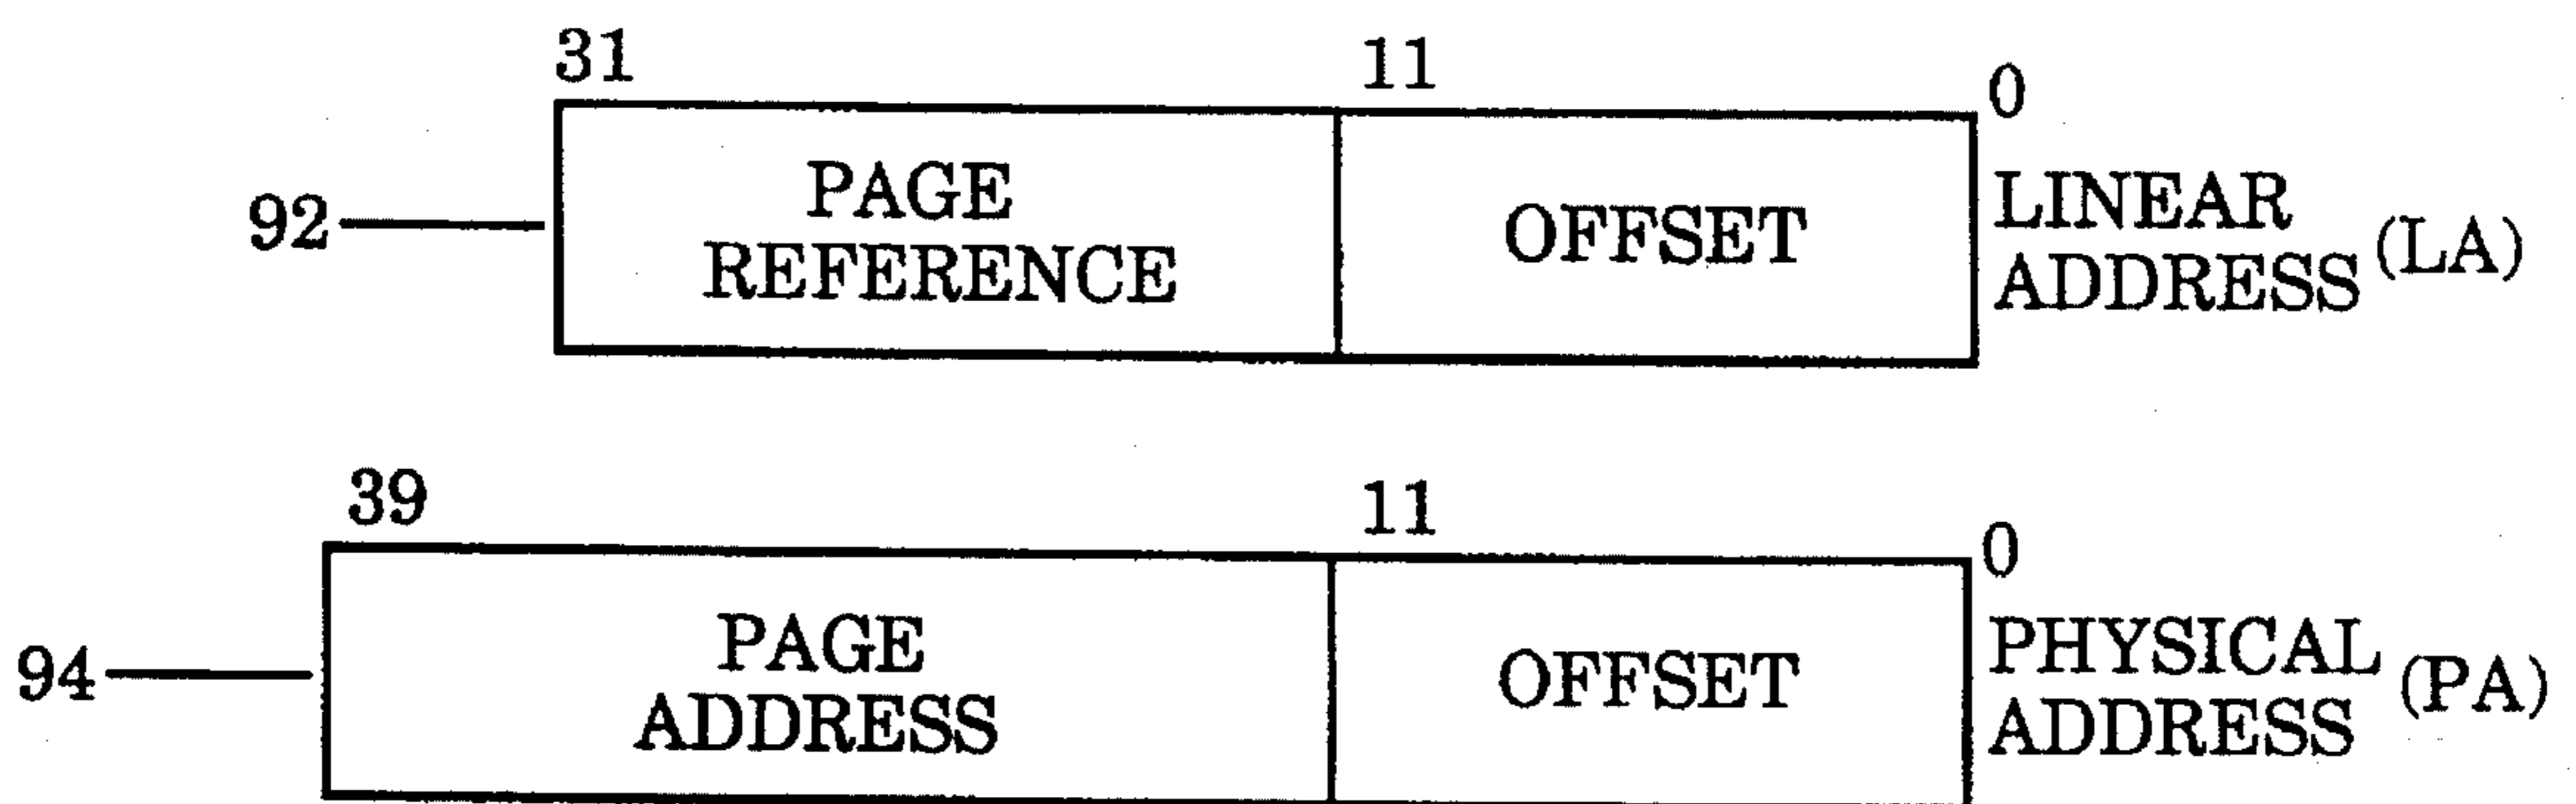 31 11 0
PAGE
REFERENCE
OFFSET
92
LINEAR
ADDRESS (LA)
39 11 0
PAGE
ADDRESS
OFFSET
94
PHYSICAL
ADDRESS (PA)